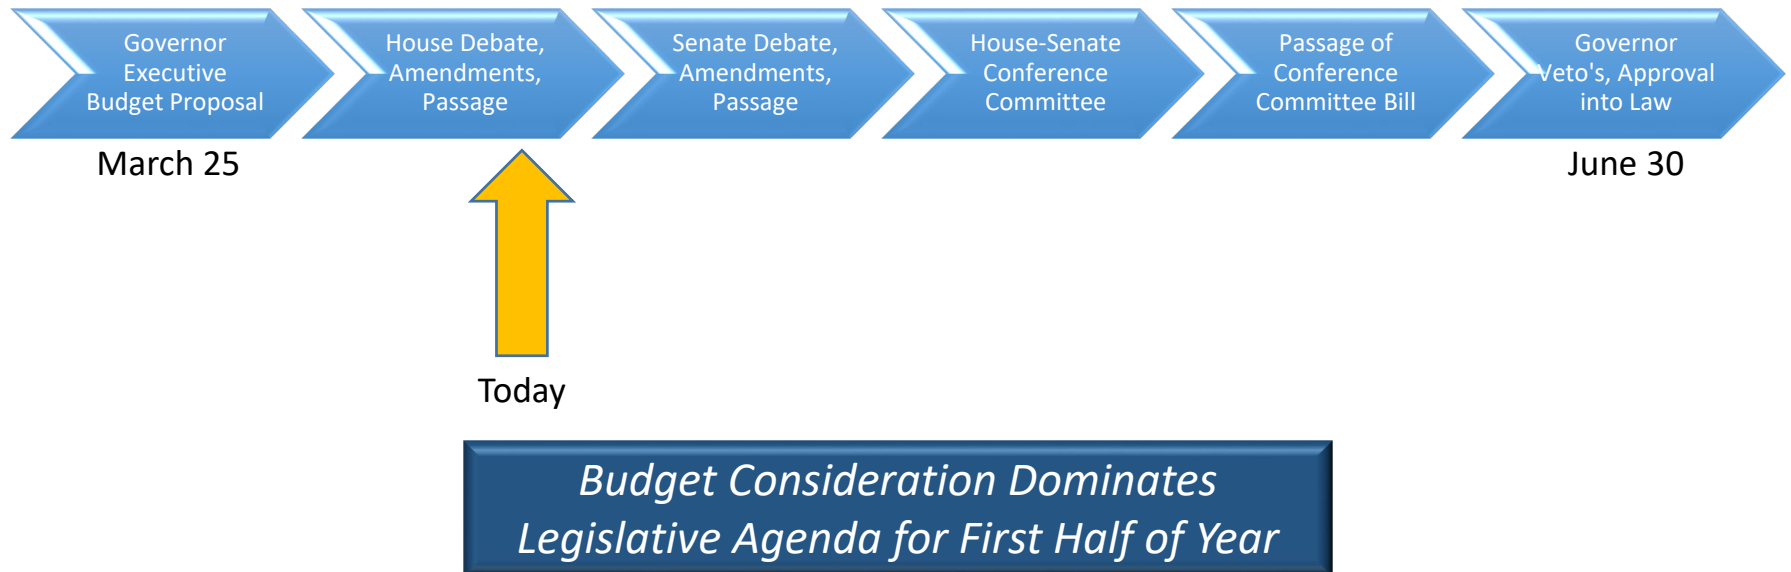 Governor
Executive
Budget Proposal
House Debate,
Amendments,
Passage
Senate Debate,
Amendments,
Passage
House-Senate
Conference
Committee
Passage of
Conference
Committee Bill
Governor
Veto's, Approval
into Law
March 25
June 30
Today
Budget Consideration Dominates
Legislative Agenda for First Half of Year